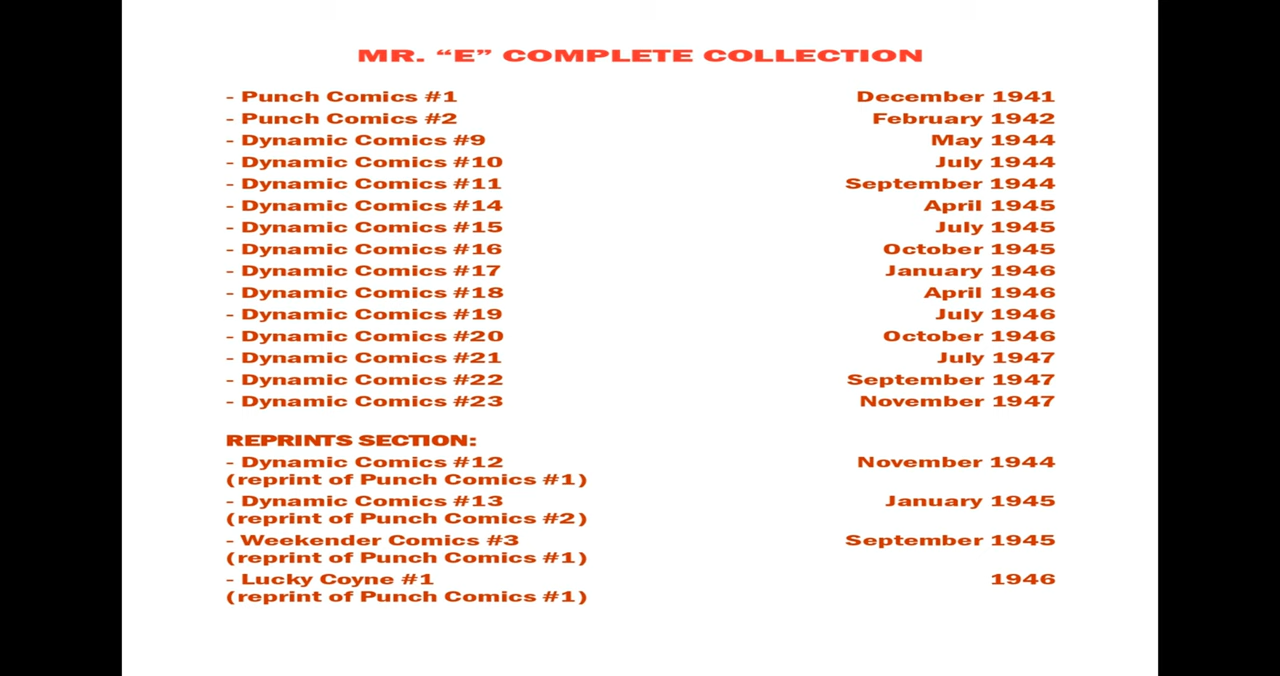 MR. “E” COMPLETE COLLECTION
- Punch Comics #1 December 1941
- Punch Comics #2 February 1942
- Dynamic Comics #9 May 1944
- Dynamic Comics #10 July 1944
- Dynamic Comics #11 September 1944
- Dynamic Comics #14 April 1945
- Dynamic Comics #15 July 1945
- Dynamic Comics #16 October 1945
- Dynamic Comics #17 January 1946
- Dynamic Comics #18 April 1946
- Dynamic Comics #19 July 1946
- Dynamic Comics #20 October 1946
- Dynamic Comics #21 July 1947
- Dynamic Comics #22 September 1947
- Dynamic Comics #23 November 1947
REPRINTS SECTION:
- Dynamic Comics #12 November 1944
(reprint of Punch Comics #1)
- Dynamic Comics #13 January 1945
(reprint of Punch Comics #2)
- Weekender Comics #3 September 1945
(reprint of Punch Comics #1)
- Lucky Coyne #1 1946
(reprint of Punch Comics #1)